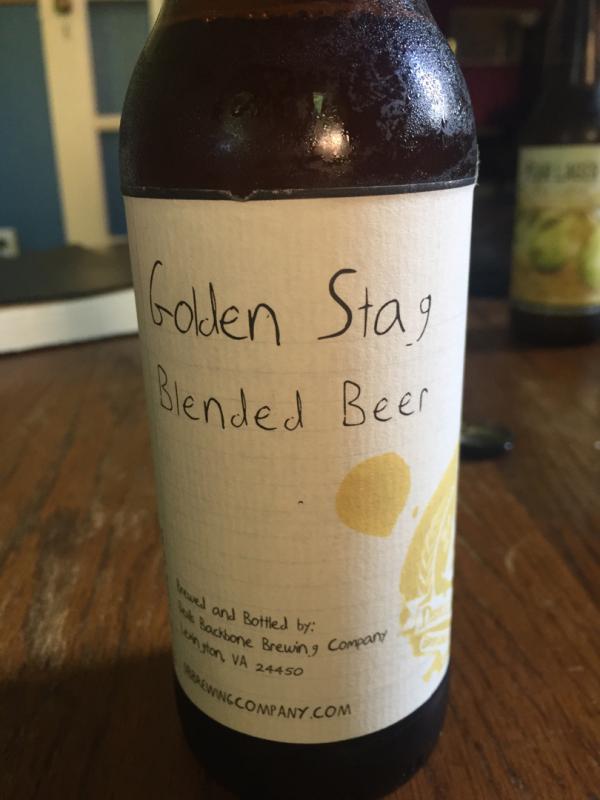 Golden Stag
Blended Beer
Brewed and Bottled by:
Backbone Brewing Company
Lexington, VA 24450
BREWINGCOMPANY.COM